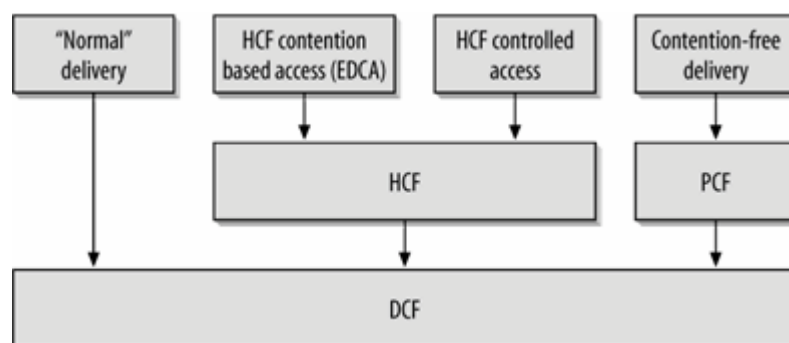 “Normal”
delivery
HCF contention
based access (EDCA)
HCF controlled
access
Contention-free
delivery
HCF
PCF
DCF